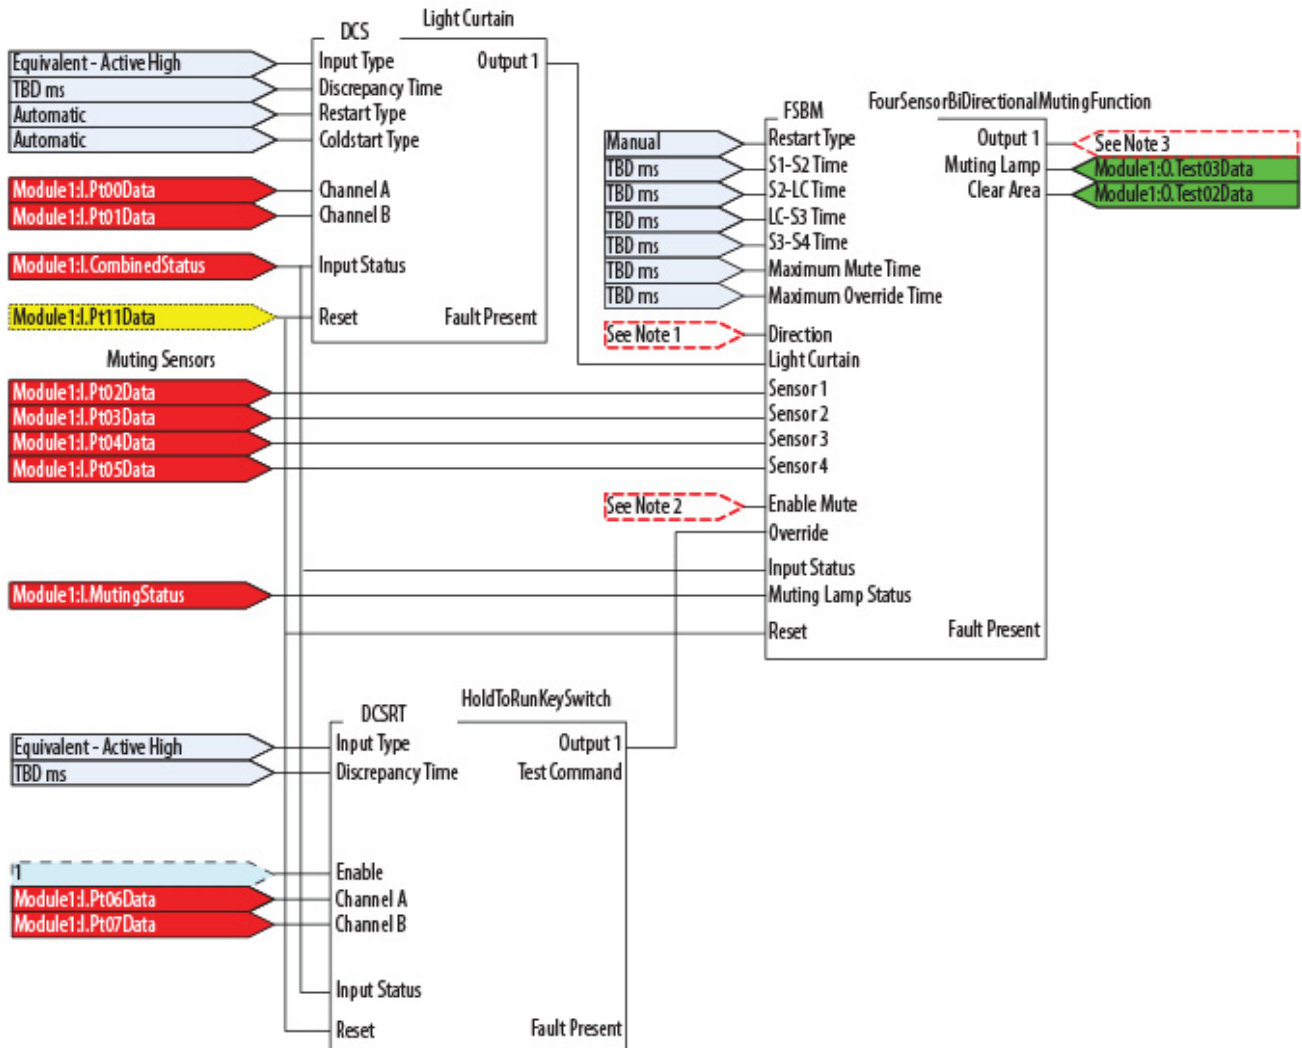 DCS
Light Curtain
Equivalent - Active High
TBD ms
Automatic
Automatic
Input Type
Discrepancy Time
Restart Type
Coldstart Type
Output 1
Module1:I.Pt00Data
Module1:I.Pt01Data
Channel A
Channel B
Module1:I.CombinedStatus
Input Status
Module1:I.Pt11Data
Reset
Fault Present
Muting Sensors
Module1:I.Pt02Data
Module1:I.Pt03Data
Module1:I.Pt04Data
Module1:I.Pt05Data
Module1:I.MutingStatus
FSBM
FourSensorBiDirectionalMutingFunction
Manual
TBD ms
TBD ms
TBD ms
TBD ms
TBD ms
TBD ms
Restart Type
S1-S2 Time
S2-LC Time
LC-S3 Time
S3-S4 Time
Maximum Mute Time
Maximum Override Time
See Note 1
Direction
Light Curtain
Sensor 1
Sensor 2
Sensor 3
Sensor 4
See Note 2
Enable Mute
Override
Input Status
Muting Lamp Status
Reset
Fault Present
Output 1
Muting Lamp
Clear Area
See Note 3
Module1:O.Test03Data
Module1:O.Test02Data
DCSRT
HoldToRunKeySwitch
Equivalent - Active High
TBD ms
Input Type
Discrepancy Time
Output 1
Test Command
1
Module1:I.Pt06Data
Module1:I.Pt07Data
Enable
Channel A
Channel B
Input Status
Reset
Fault Present